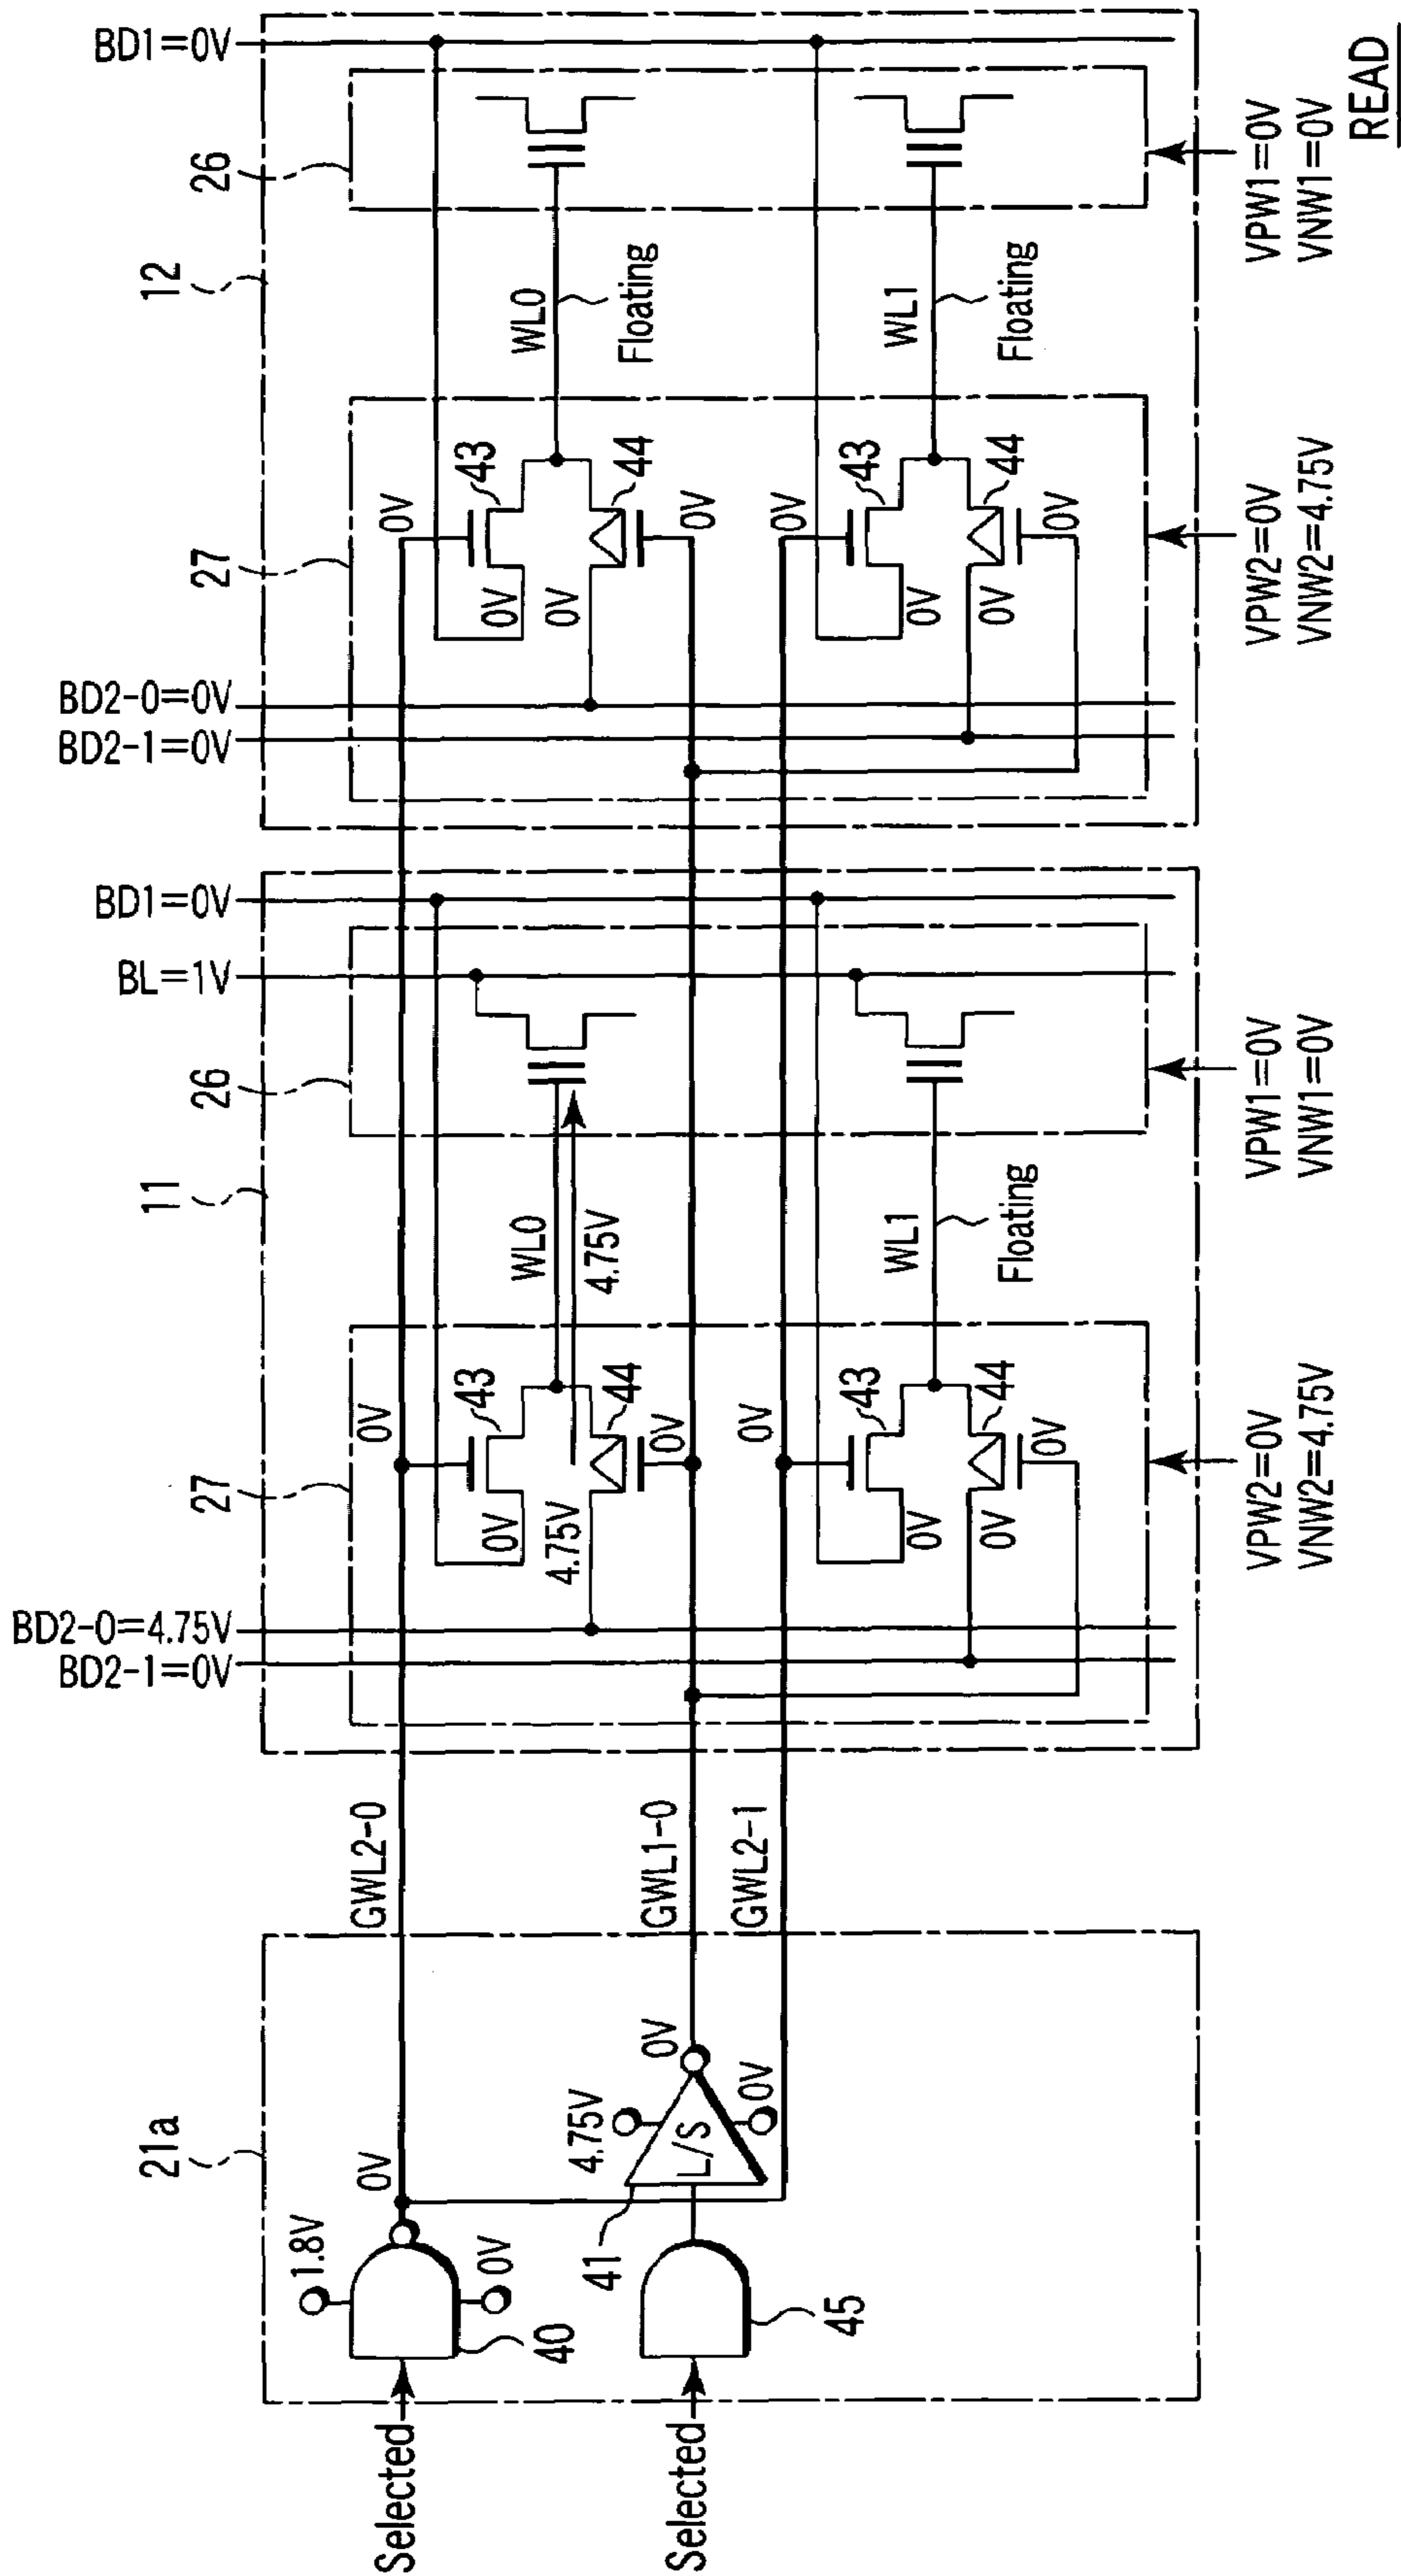 READ
Selected
Selected
21a
1.8V
0V
0V
40
4.75V
L/S
0V
0V
41
45
GWL2-0
GWL1-0
GWL2-1
BD2-0=4.75V
BD2-1=0V
BL=1V
BD1=0V
11
27
26
0V
43
0V
4.75V
44
0V
WL0
4.75V
0V
43
0V
0V
44
0V
WL1
Floating
VPW2=0V
VNW2=4.75V
VPW1=0V
VNW1=0V
BD2-0=0V
BD2-1=0V
BD1=0V
12
27
26
0V
43
0V
0V
44
0V
WL0
Floating
0V
43
0V
0V
44
0V
WL1
Floating
VPW2=0V
VNW2=4.75V
VPW1=0V
VNW1=0V